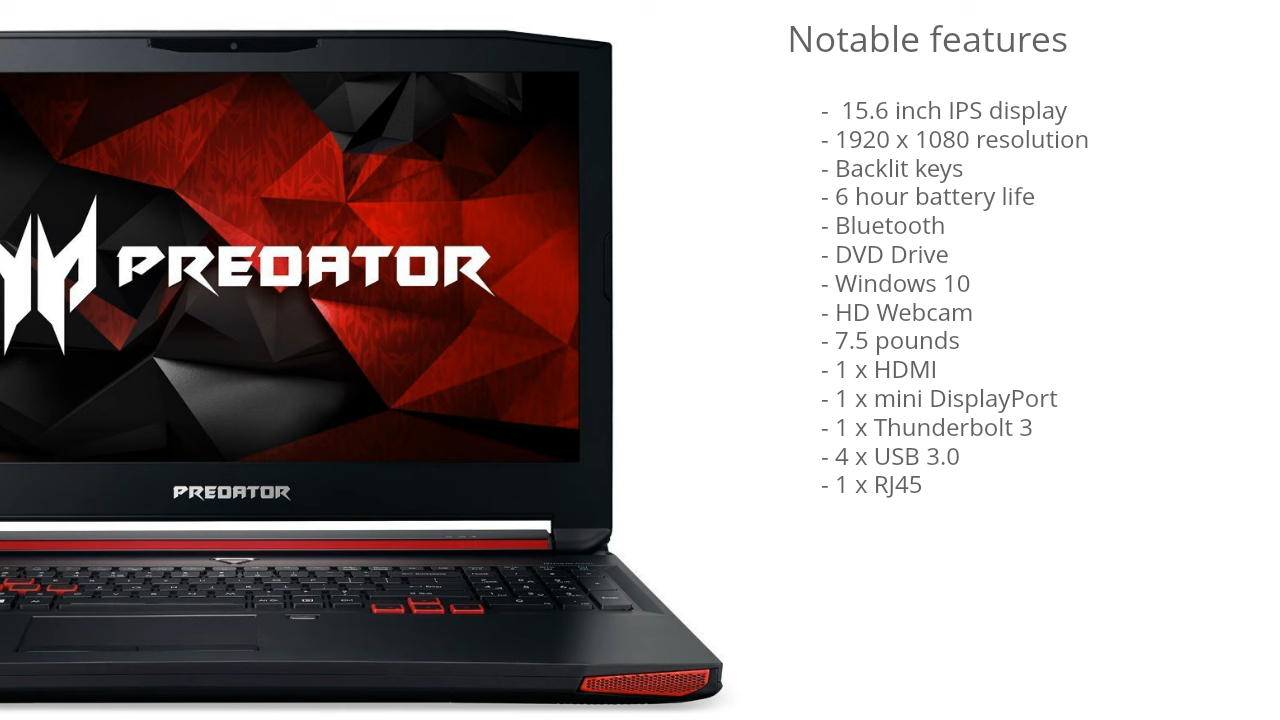 Notable features
- 15.6 inch IPS display
- 1920 x 1080 resolution
- Backlit keys
- 6 hour battery life
- Bluetooth
- DVD Drive
- Windows 10
- HD Webcam
- 7.5 pounds
- 1 x HDMI
- 1 x mini DisplayPort
- 1 x Thunderbolt 3
- 4 x USB 3.0
- 1 x RJ45
PREDATOR
PREDATOR